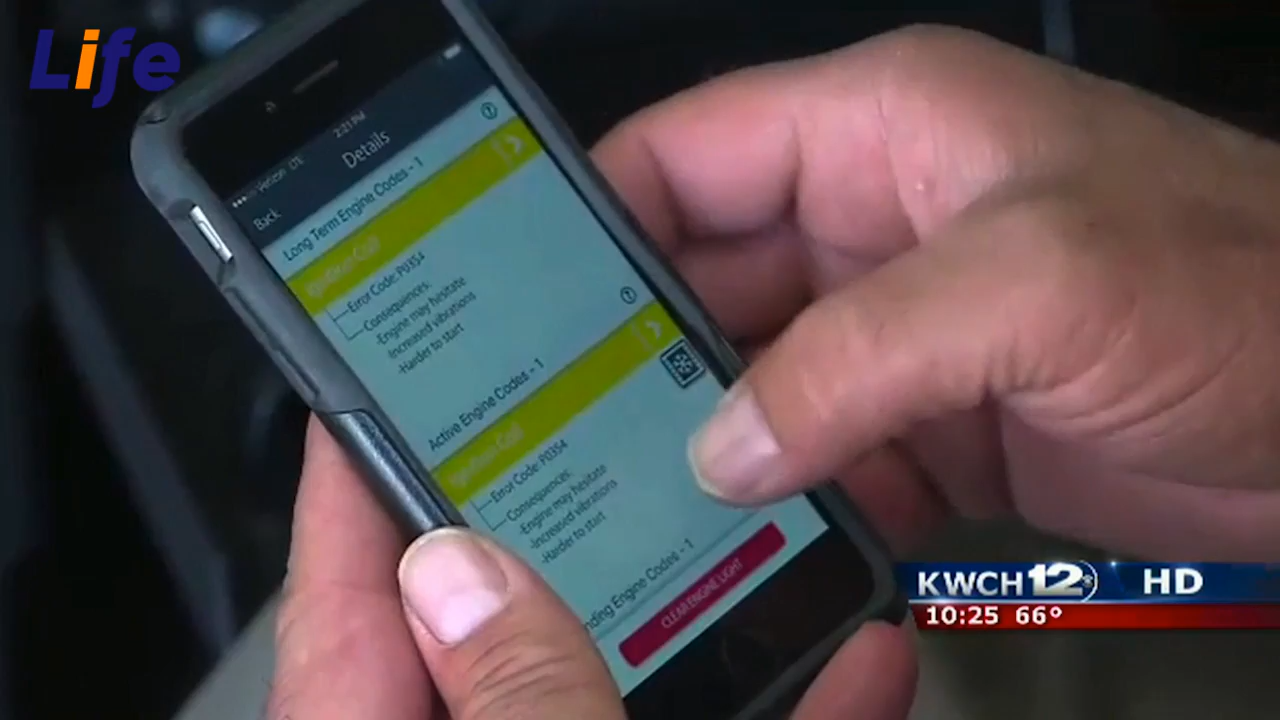 Life
Verizon LTE
2:21 PM
Back
Details
Long Term Engine Codes - 1
Ignition Coil
Error Code: P0354
Consequences:
-Engine may hesitate
-Increased vibrations
-Harder to start
Active Engine Codes - 1
Ignition Coil
Error Code: P0354
Consequences:
-Engine may hesitate
-Increased vibrations
-Harder to start
nding Engine Codes - 1
CLEAR ENGINE LIGHT
KWCH 12 HD
10:25 66°